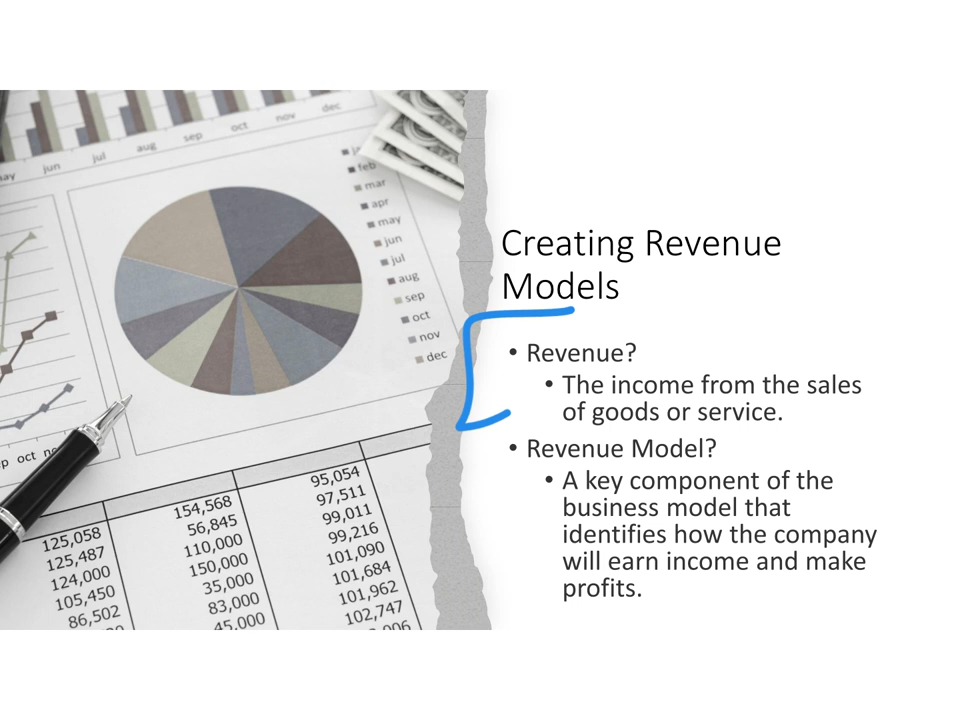 may
jun
jul
aug
sep
oct
nov
dec
feb
mar
apr
may
jun
jul
aug
sep
oct
nov
dec
oct
Creating Revenue
Models
• Revenue?
• The income from the sales
of goods or service.
• Revenue Model?
• A key component of the
business model that
identifies how the company
will earn income and make
profits.
125,058
125,487
124,000
105,450
86,502
154,568
56,845
110,000
150,000
35,000
83,000
45,000
95,054
97,511
99,011
99,216
101,090
101,684
101,962
102,747